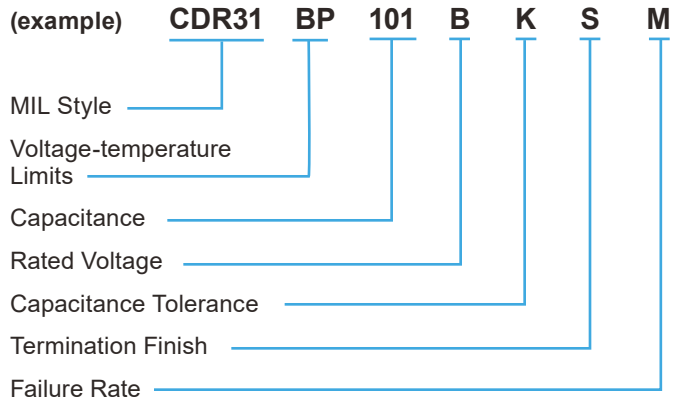 (example) CDR31 BP 101 B K S M
MIL Style
Voltage-temperature
Limits
Capacitance
Rated Voltage
Capacitance Tolerance
Termination Finish
Failure Rate